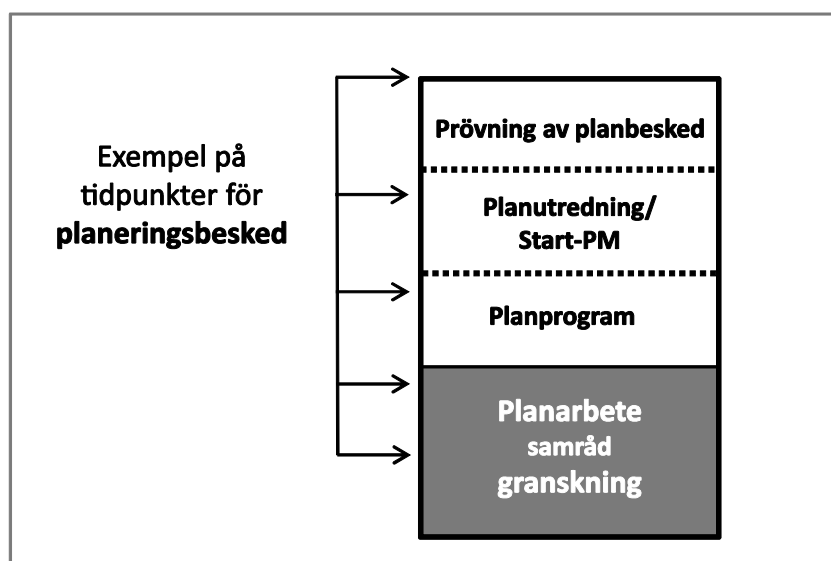 Exempel på
tidpunkter för
planeringsbesked
Prövning av planbesked
Planutredning/
Start-PM
Planprogram
Planarbete
samråd
granskning